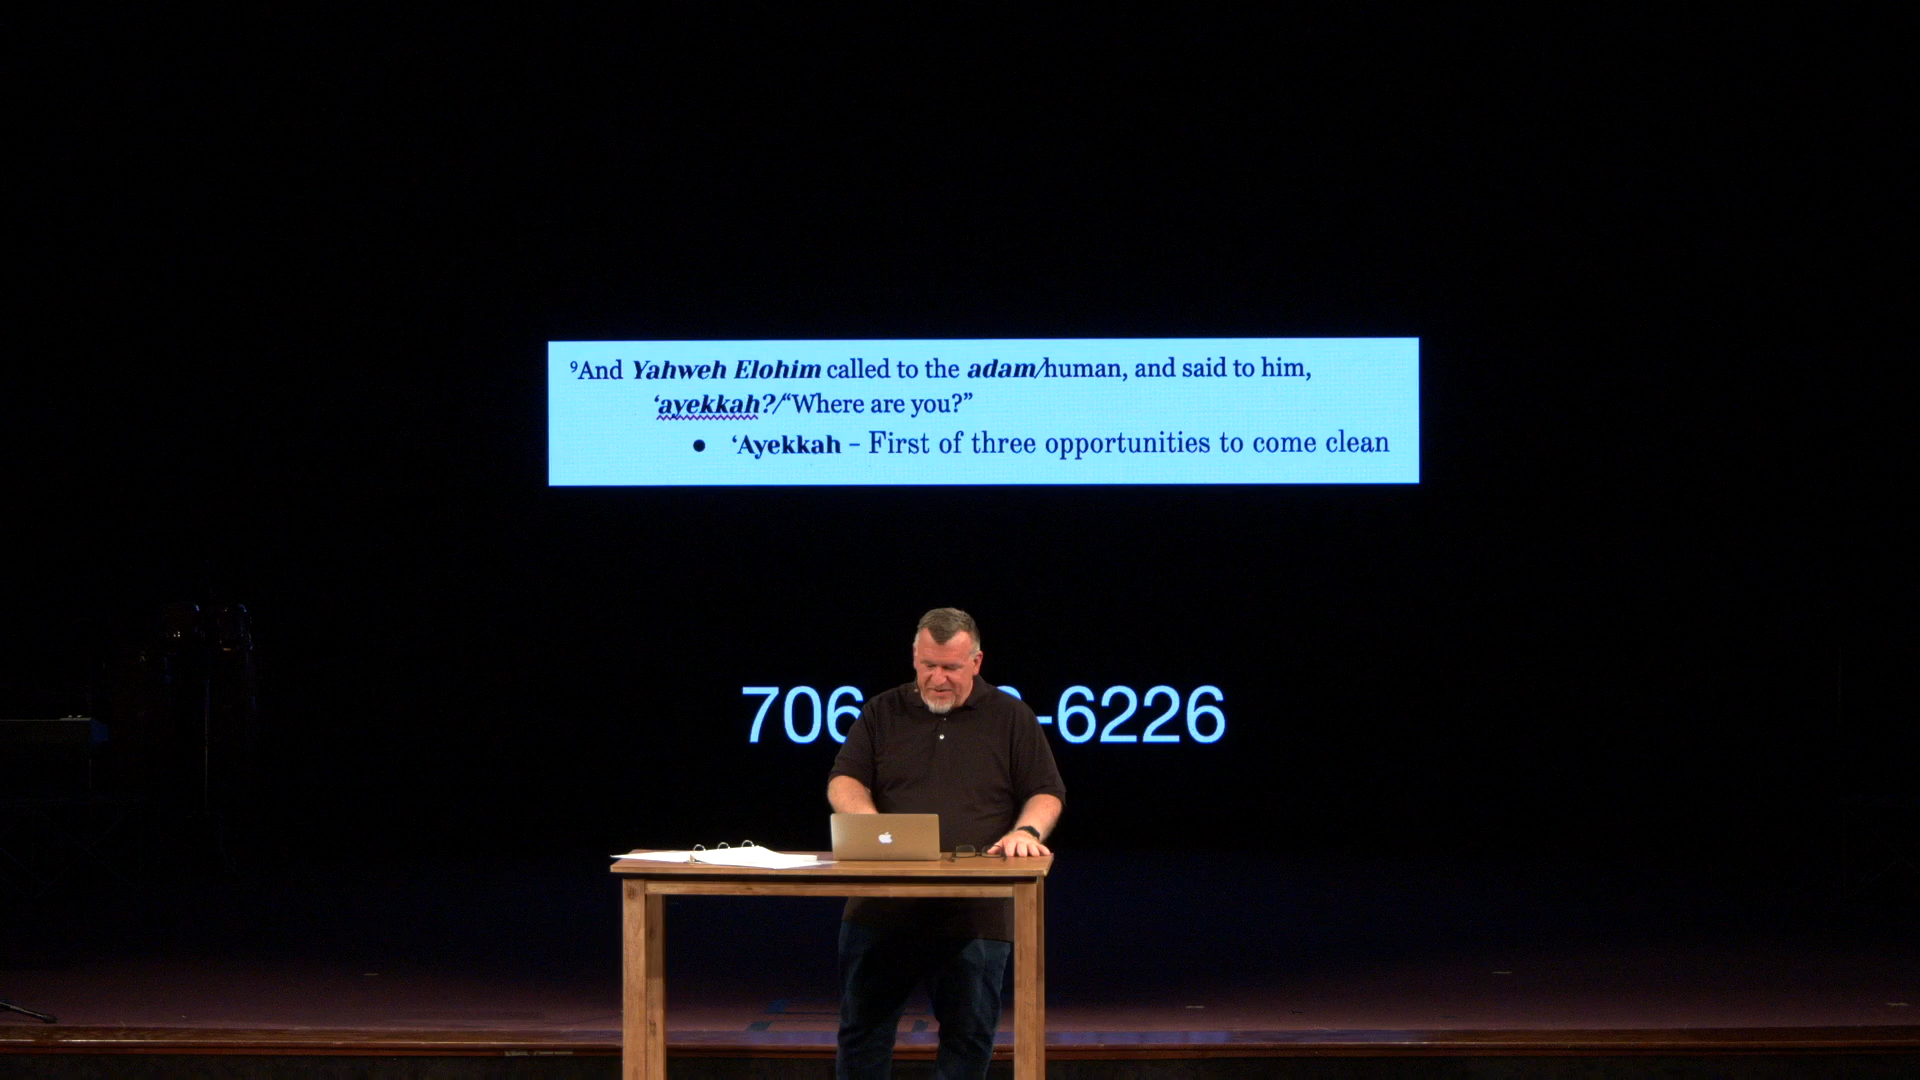 ⁹And Yahweh Elohim called to the adam/human, and said to him,
‘ayekkah?/“Where are you?”
● ‘Ayekkah – First of three opportunities to come clean
706 -6226